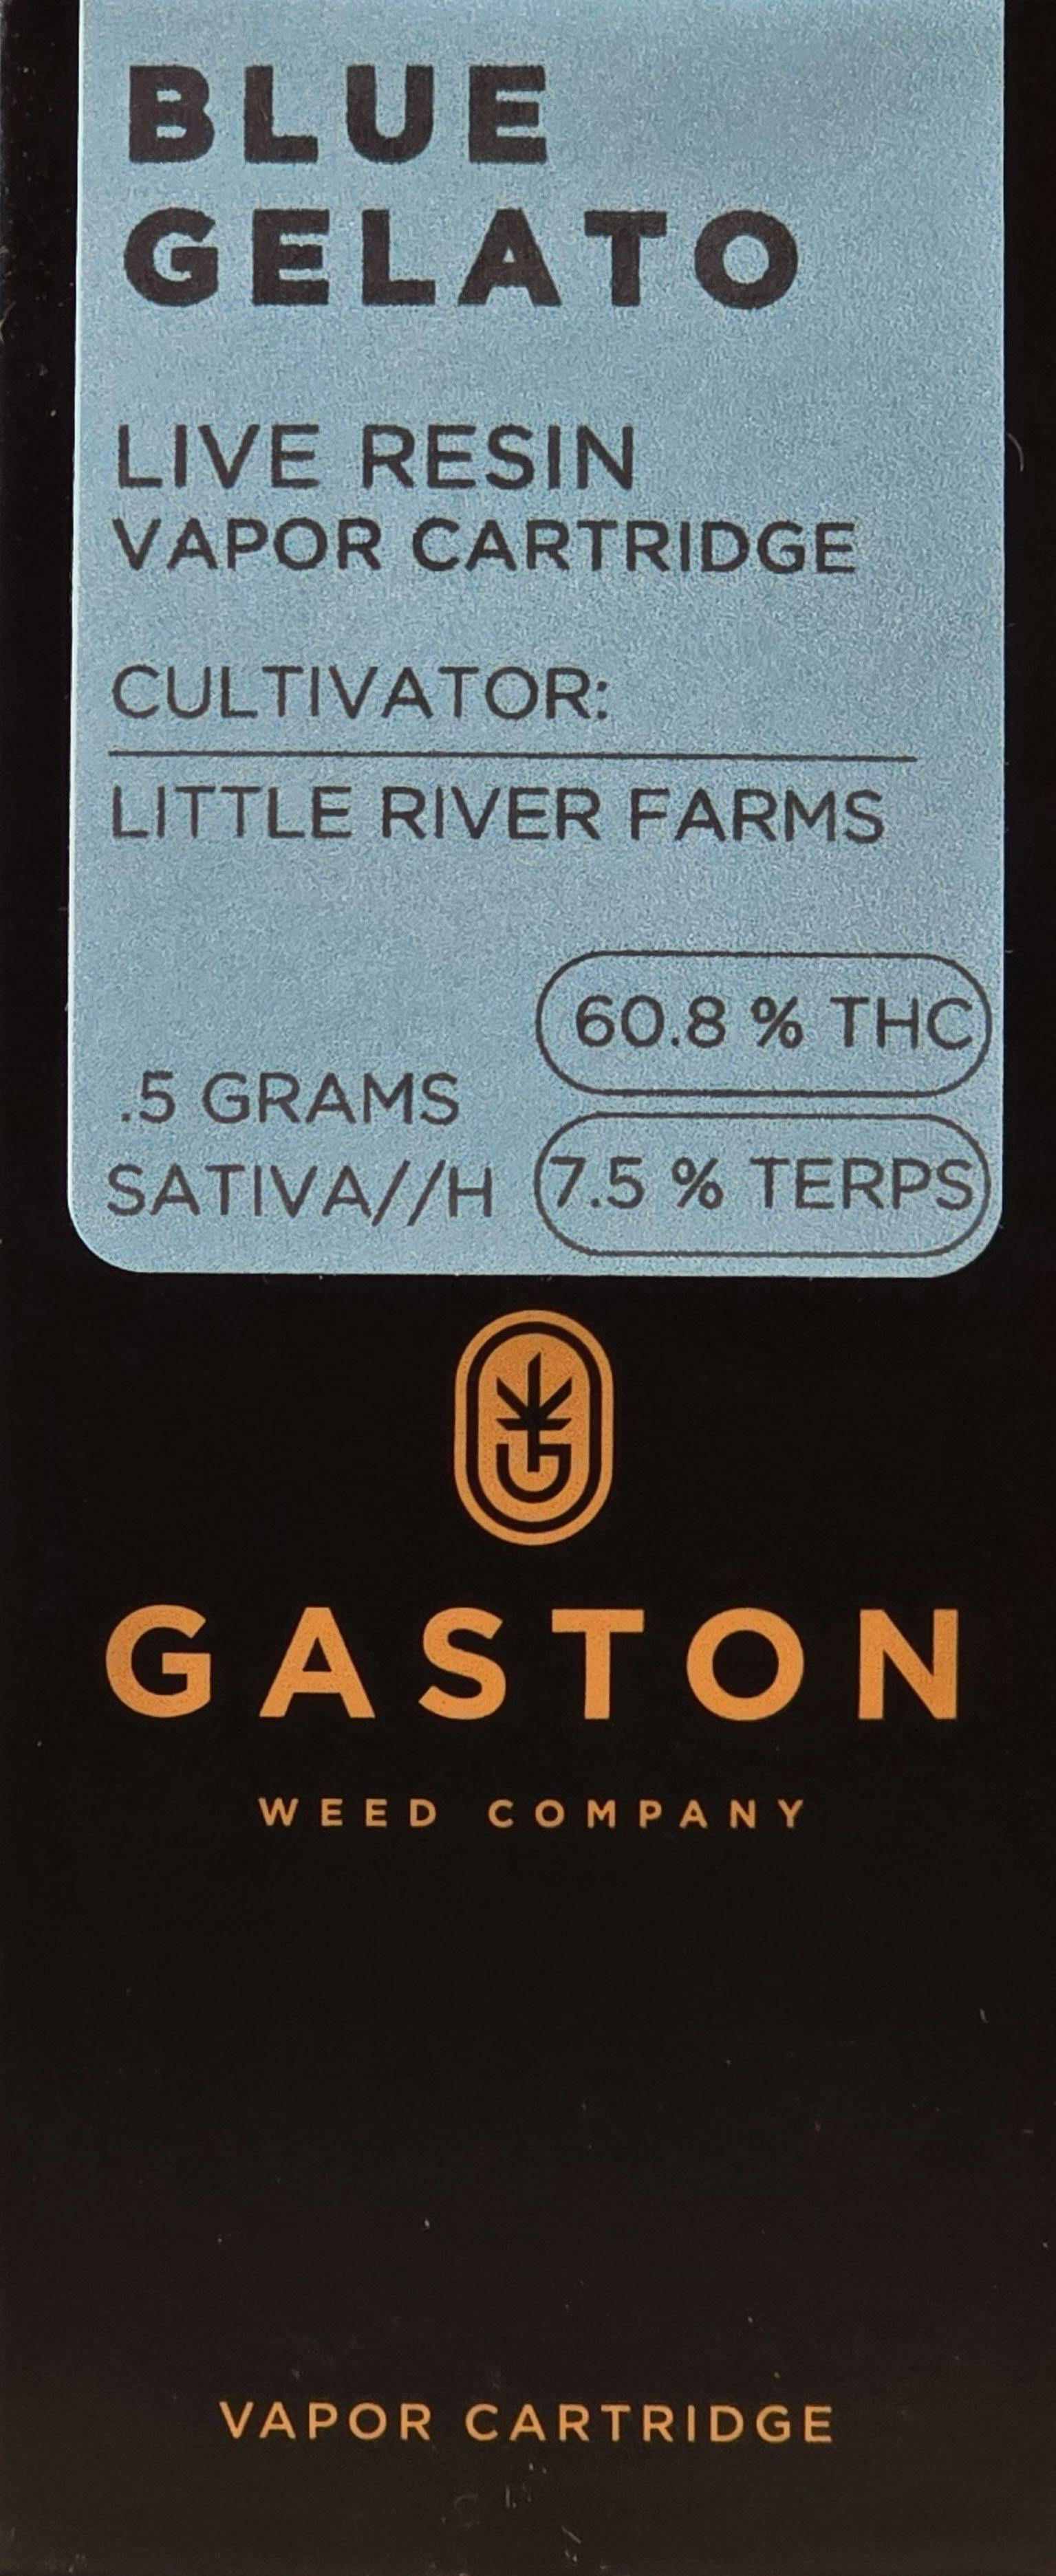 BLUE
GELATO
LIVE RESIN
VAPOR CARTRIDGE
CULTIVATOR:
LITTLE RIVER FARMS
60.8 % THC
.5 GRAMS
7.5 % TERPS
SATIVA//H
GASTON
WEED COMPANY
VAPOR CARTRIDGE